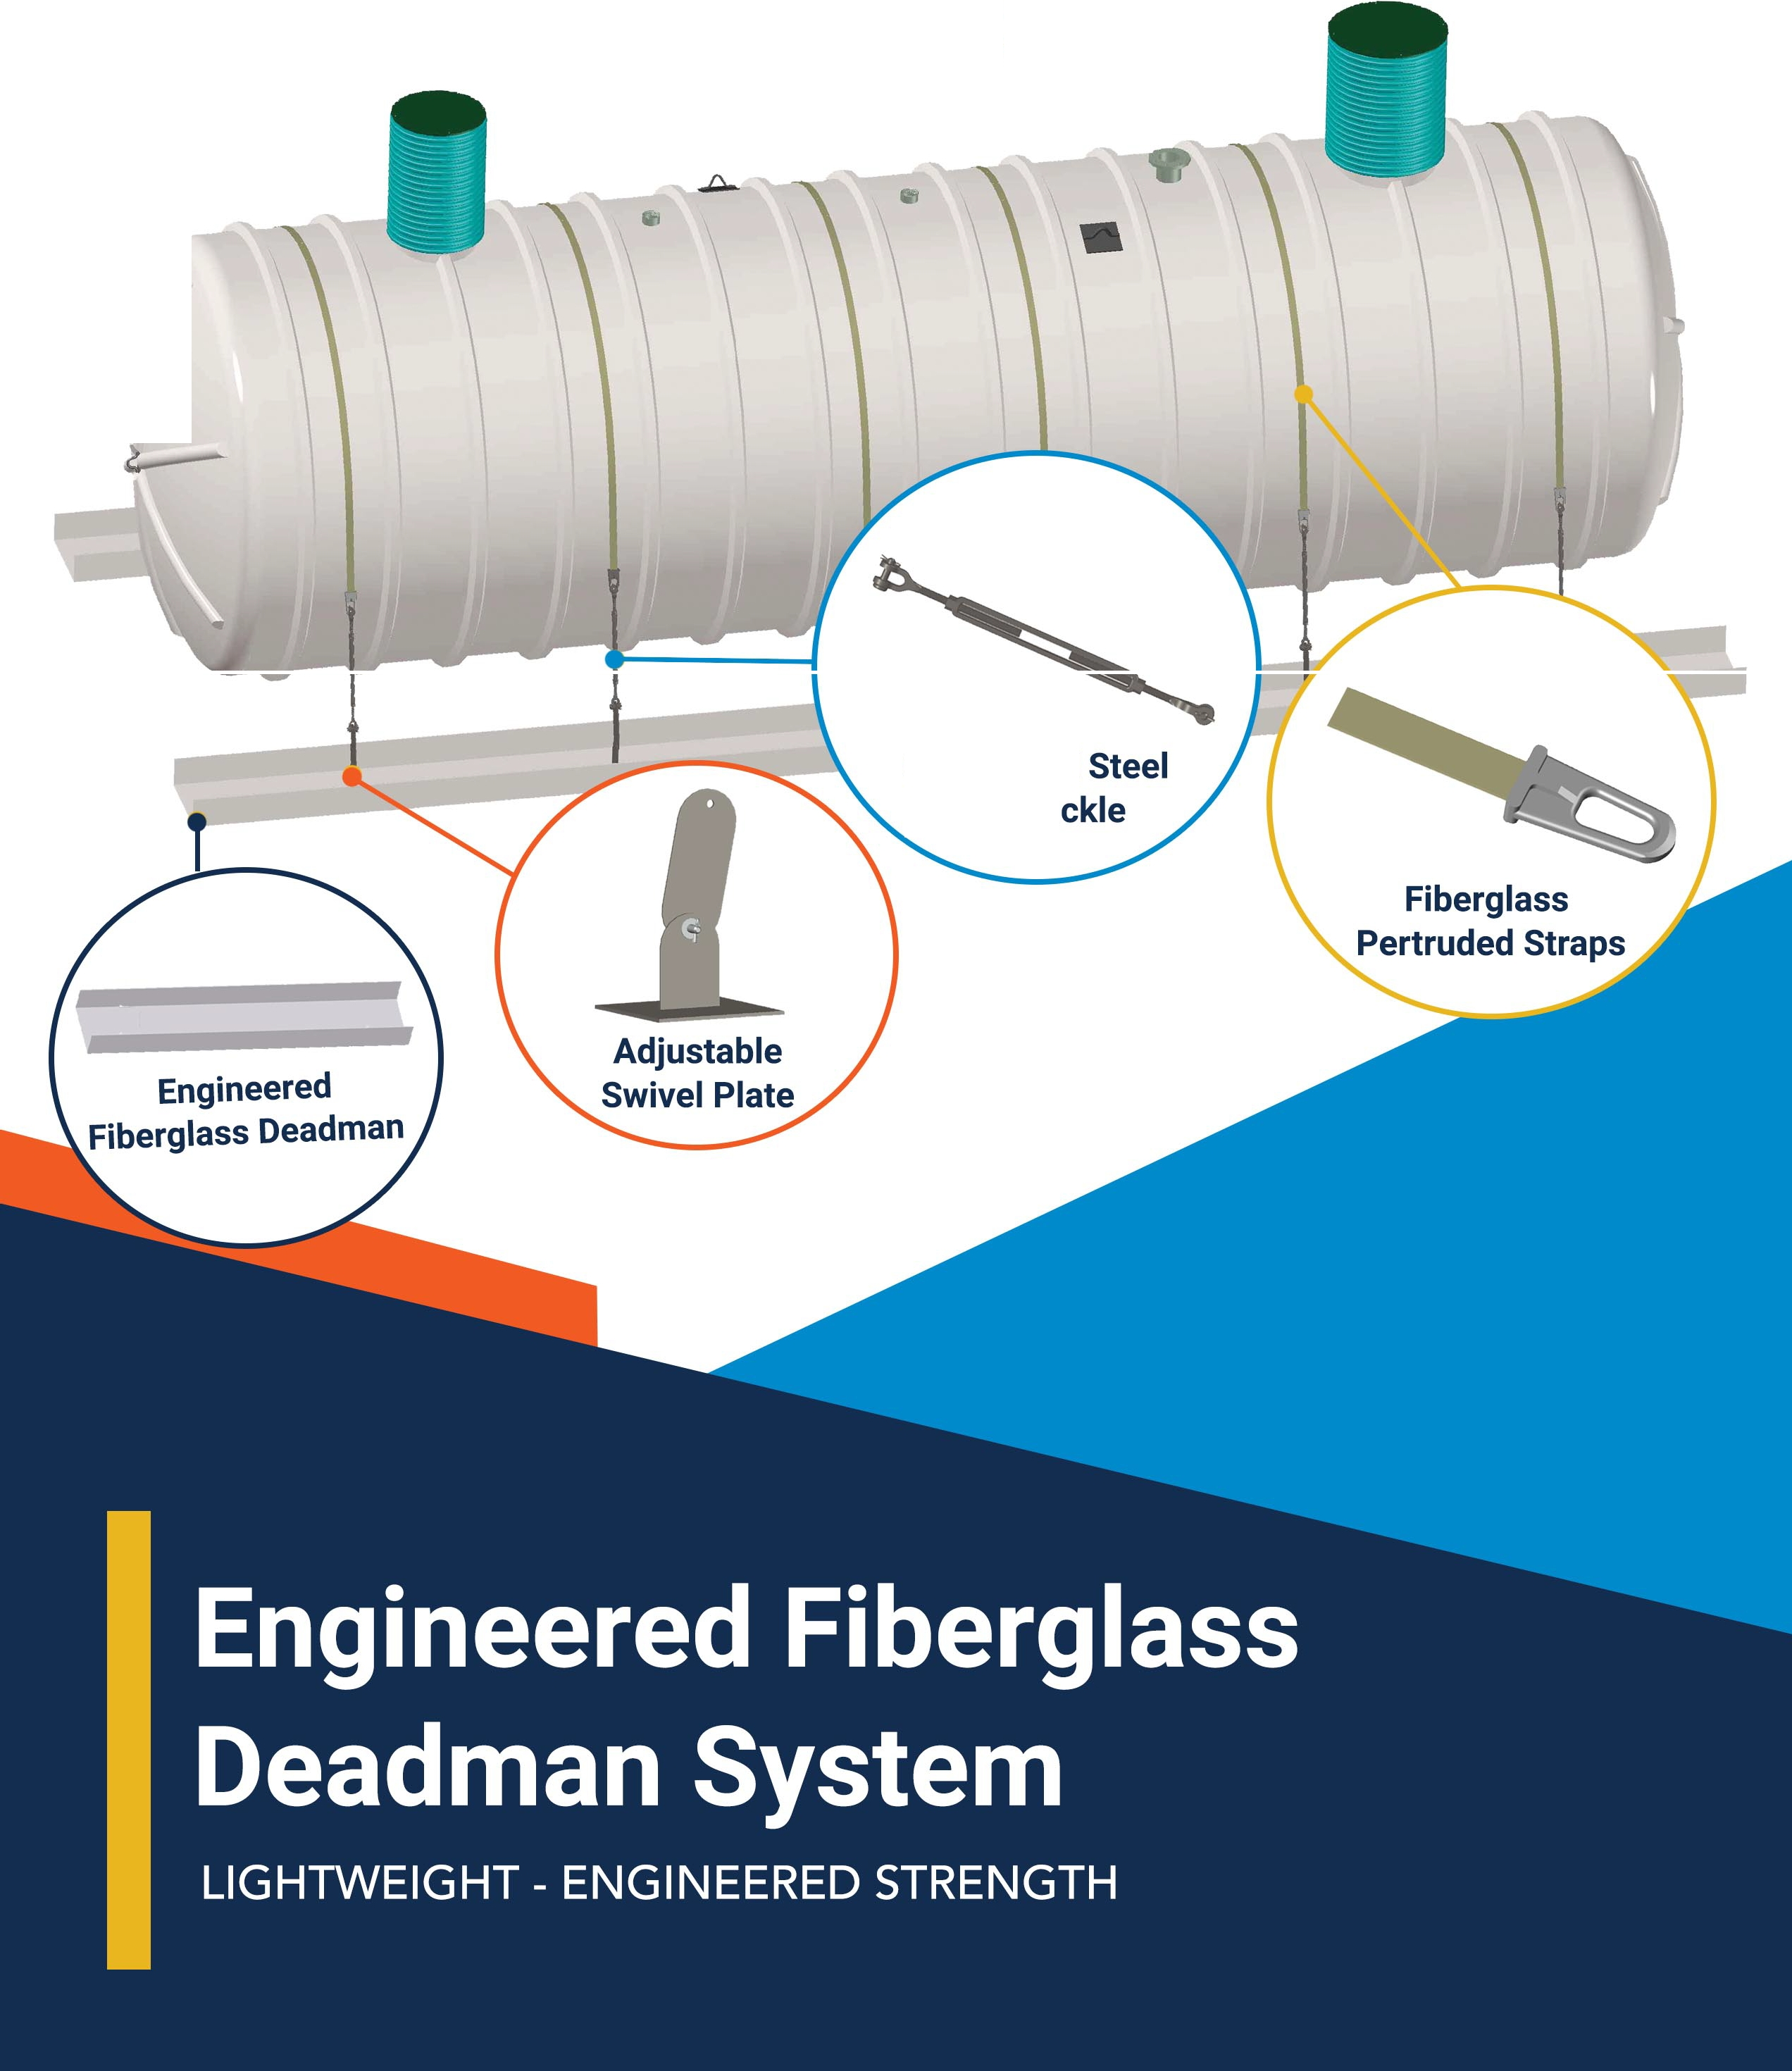 Steel
ckle
Fiberglass
Pertruded Straps
Adjustable
Swivel Plate
Engineered
Fiberglass Deadman
Engineered Fiberglass
Deadman System
LIGHTWEIGHT - ENGINEERED STRENGTH